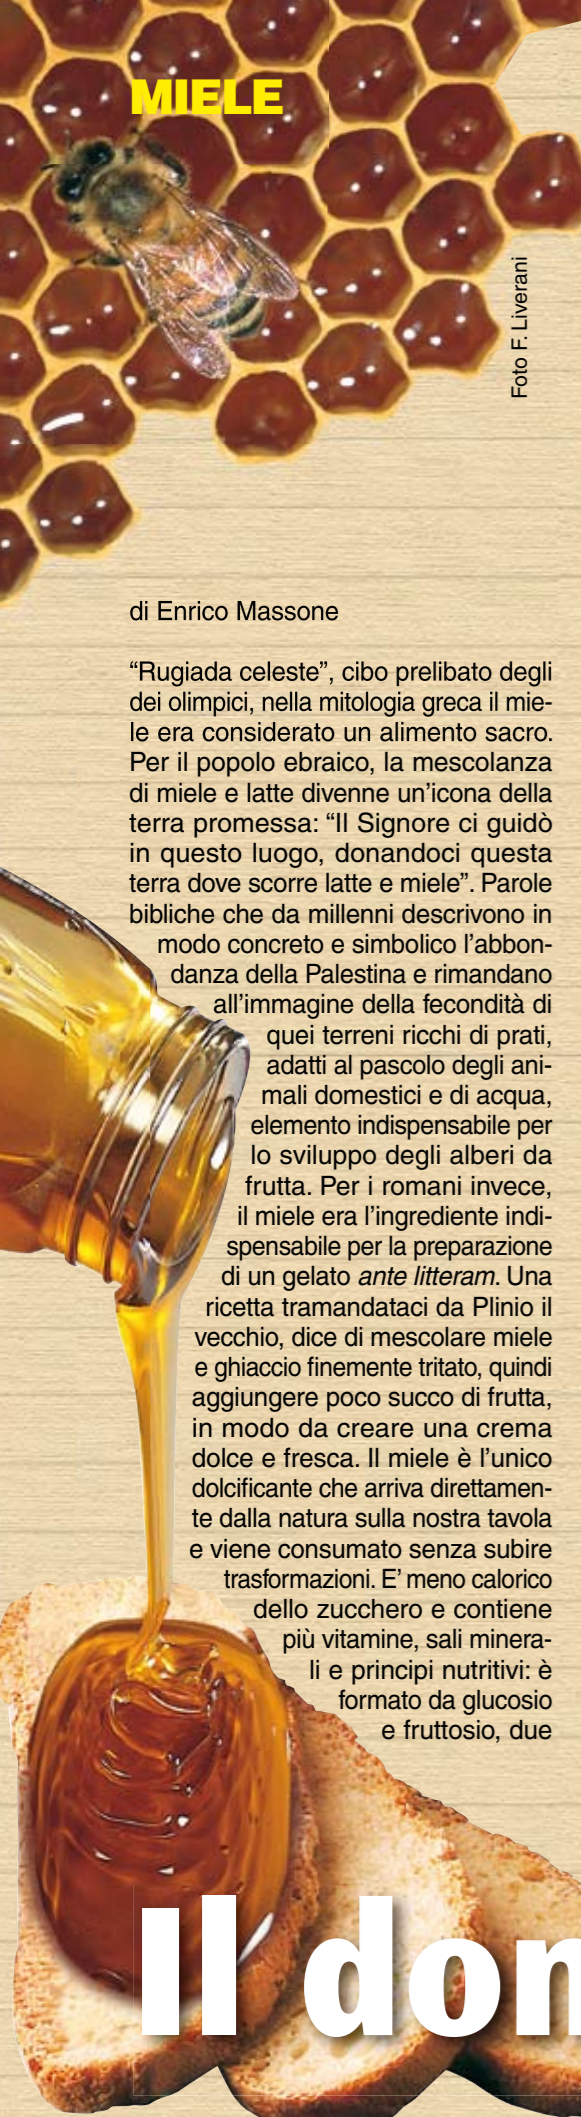 MIELE
Foto F. Liverani
di Enrico Massone
“Rugiada celeste”, cibo prelibato degli
dei olimpici, nella mitologia greca il mie-
le era considerato un alimento sacro.
Per il popolo ebraico, la mescolanza
di miele e latte divenne un’icona della
terra promessa: “Il Signore ci guidò
in questo luogo, donandoci questa
terra dove scorre latte e miele”. Parole
bibliche che da millenni descrivono in
modo concreto e simbolico l’abbon-
danza della Palestina e rimandano
all’immagine della fecondità di
quei terreni ricchi di prati,
adatti al pascolo degli ani-
mali domestici e di acqua,
elemento indispensabile per
lo sviluppo degli alberi da
frutta. Per i romani invece,
il miele era l’ingrediente indi-
spensabile per la preparazione
di un gelato ante litteram. Una
ricetta tramandataci da Plinio il
vecchio, dice di mescolare miele
e ghiaccio finemente tritato, quindi
aggiungere poco succo di frutta,
in modo da creare una crema
dolce e fresca. Il miele è l’unico
dolcificante che arriva direttamen-
te dalla natura sulla nostra tavola
e viene consumato senza subire
trasformazioni. E’ meno calorico
dello zucchero e contiene
più vitamine, sali minera-
li e principi nutritivi: è
formato da glucosio
e fruttosio, due
Il don